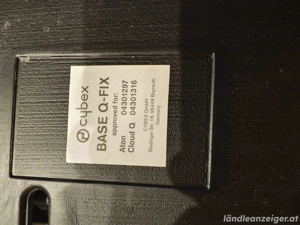 cybex
BASE Q-FIX
approved for:
Aton 04301297
Cloud Q 04301316
CYBEX GmbH
Riedinger Str. 18, 95448 Bayreuth
Germany
ländleanzeiger.at